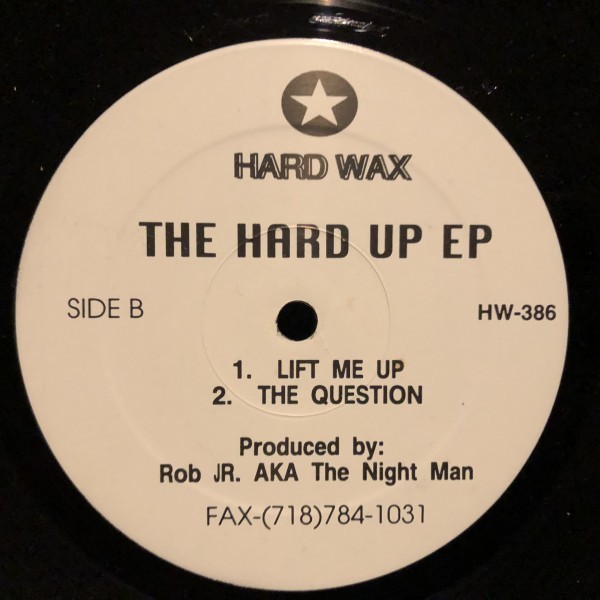 HARD WAX
THE HARD UP EP
SIDE B
HW-386
1. LIFT ME UP
2. THE QUESTION
Produced by:
Rob JR. AKA The Night Man
FAX-(718)784-1031